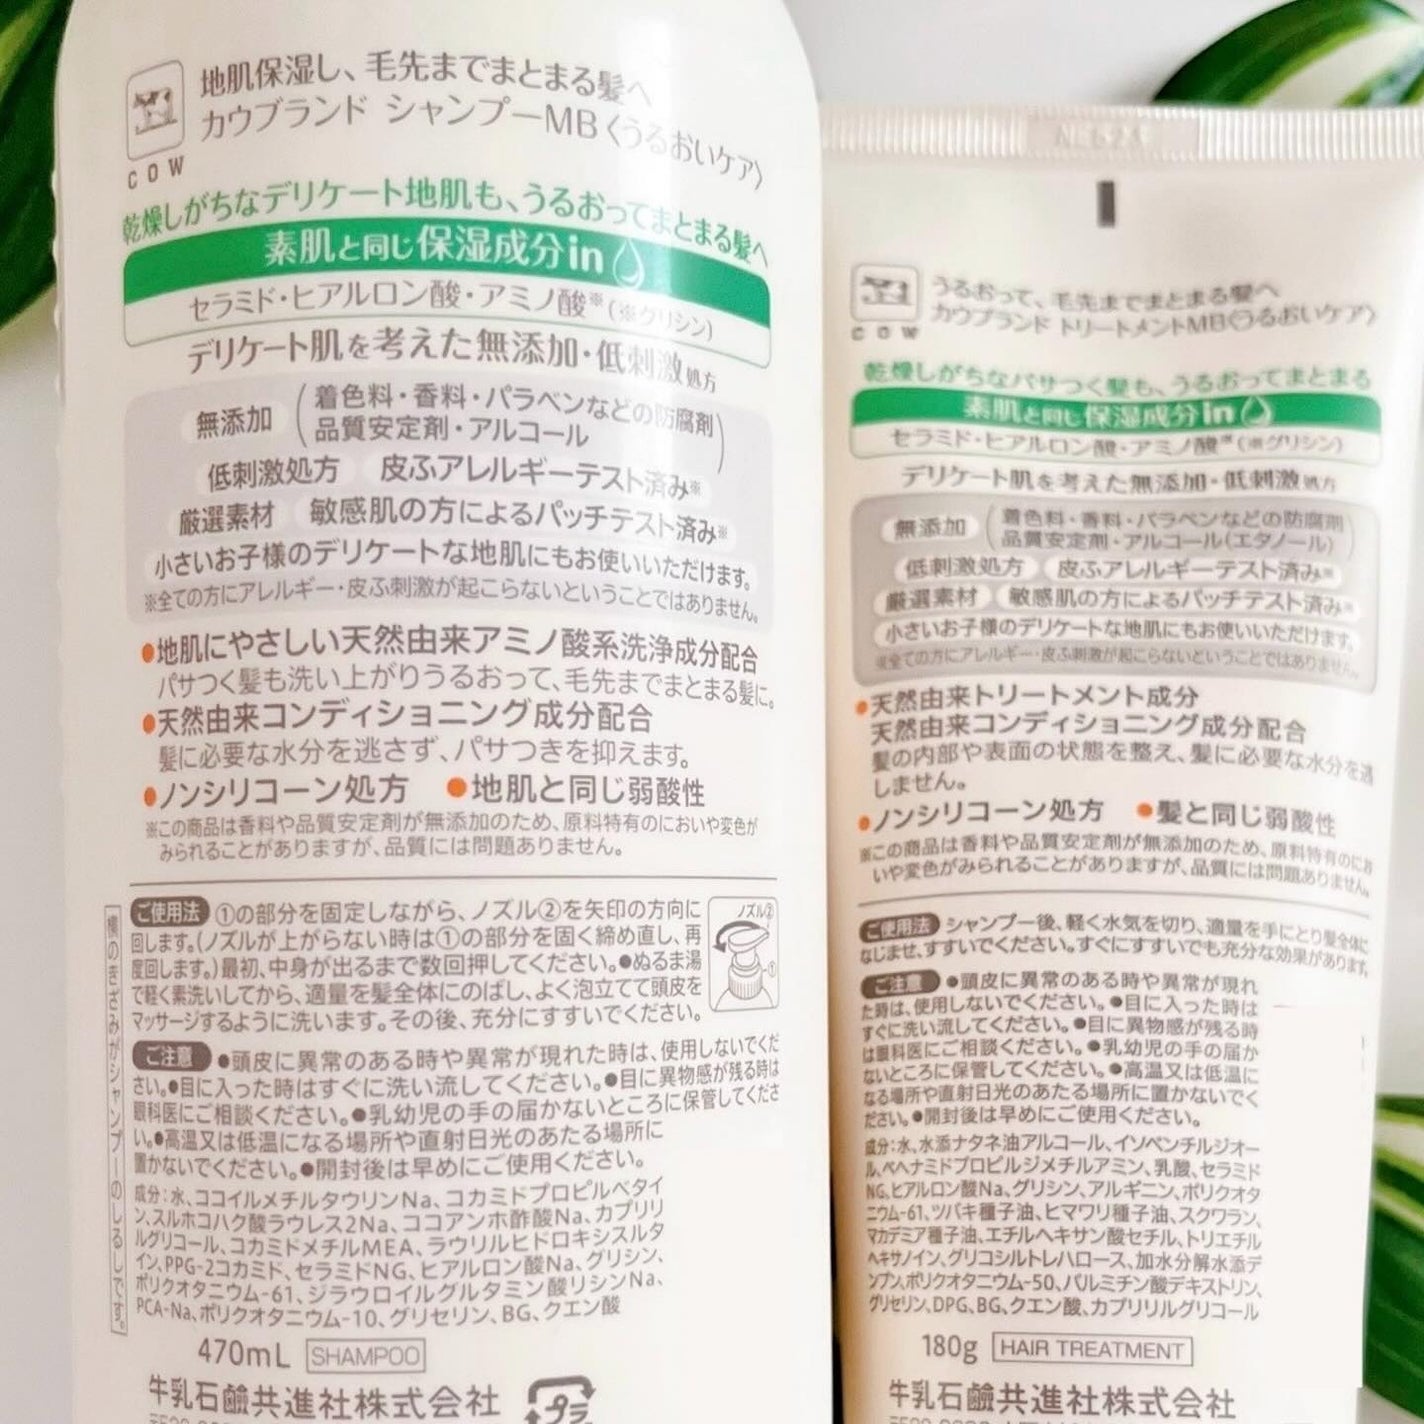 COW
地肌保湿し、毛先までまとまる髪へ
カウブランド シャンプーMB〈うるおいケア〉
乾燥しがちなデリケート地肌も、うるおってまとまる髪へ
素肌と同じ保湿成分in
セラミド・ヒアルロン酸・アミノ酸※(※グリシン)
デリケート肌を考えた無添加・低刺激処方
無添加（着色料・香料・パラベンなどの防腐剤
品質安定剤・アルコール）
低刺激処方 皮ふアレルギーテスト済み※
厳選素材 敏感肌の方によるパッチテスト済み※
小さいお子様のデリケートな地肌にもお使いいただけます。
※全ての方にアレルギー・皮ふ刺激が起こらないということではありません。
●地肌にやさしい天然由来アミノ酸系洗浄成分配合
パサつく髪も洗い上がりうるおって、毛先までまとまる髪に。
●天然由来コンディショニング成分配合
髪に必要な水分を逃さず、パサつきを抑えます。
●ノンシリコーン処方 ●地肌と同じ弱酸性
※この商品は香料や品質安定剤が無添加のため、原料特有のにおいや変色が
みられることがありますが、品質には問題ありません。
横のきざみがシャンプーのしるしです。
ご使用法 ①の部分を固定しながら、ノズル②を矢印の方向に
回します。(ノズルが上がらない時は①の部分を固く締め直し、再
度回します。)最初、中身が出るまで数回押してください。●ぬるま湯
で軽く素洗いしてから、適量を髪全体にのばし、よく泡立てて頭皮を
マッサージするように洗います。その後、充分にすすいでください。
ノズル②
①
ご注意 ●頭皮に異常のある時や異常が現れた時は、使用しないでくだ
さい。●目に入った時はすぐに洗い流してください。●目に異物感が残る時は
眼科医にご相談ください。●乳幼児の手の届かないところに保管してくださ
い。●高温又は低温になる場所や直射日光のあたる場所に
置かないでください。●開封後は早めにご使用ください。
成分：水、ココイルメチルタウリンNa、コカミドプロピルベタイ
ン、スルホコハク酸ラウレス2Na、ココアンホ酢酸Na、カプリリ
ルグリコール、コカミドメチルMEA、ラウリルヒドロキシスルタ
イン、PPG-2コカミド、セラミドNG、ヒアルロン酸Na、グリシン、
ポリクオタニウム-61、ジラウロイルグルタミン酸リシンNa、
PCA-Na、ポリクオタニウム-10、グリセリン、BG、クエン酸
470mL SHAMPOO
牛乳石鹼共進社株式会社
プラ
COW
うるおって、毛先までまとまる髪へ
カウブランド トリートメントMB〈うるおいケア〉
乾燥しがちなパサつく髪も、うるおってまとまる
素肌と同じ保湿成分in
セラミド・ヒアルロン酸・アミノ酸※(※グリシン)
デリケート肌を考えた無添加・低刺激処方
無添加（着色料・香料・パラベンなどの防腐剤
品質安定剤・アルコール(エタノール)）
低刺激処方 皮ふアレルギーテスト済み※
厳選素材 敏感肌の方によるパッチテスト済み※
小さいお子様のデリケートな地肌にもお使いいただけます。
※全ての方にアレルギー・皮ふ刺激が起こらないということではありません。
●天然由来トリートメント成分
天然由来コンディショニング成分配合
髪の内部や表面の状態を整え、髪に必要な水分を逃
しません。
●ノンシリコーン処方 ●髪と同じ弱酸性
※この商品は香料や品質安定剤が無添加のため、原料特有のにお
いや変色がみられることがありますが、品質には問題ありません。
ご使用法 シャンプー後、軽く水気を切り、適量を手にとり髪全体に
なじませ、すすいでください。すぐにすすいでも充分な効果があります。
ご注意 ●頭皮に異常のある時や異常が現れ
た時は、使用しないでください。●目に入った時は
すぐに洗い流してください。●目に異物感が残る時
は眼科医にご相談ください。●乳幼児の手の届か
ないところに保管してください。●高温又は低温に
なる場所や直射日光のあたる場所に置かないでく
ださい。●開封後は早めにご使用ください。
成分：水、水添ナタネ油アルコール、イソペンチルジオー
ル、ベヘナミドプロピルジメチルアミン、乳酸、セラミド
NG、ヒアルロン酸Na、グリシン、アルギニン、ポリクオタ
ニウム-61、ツバキ種子油、ヒマワリ種子油、スクワラン、
マカデミア種子油、エチルヘキサン酸セチル、トリエチル
ヘキサノイン、グリコシルトレハロース、加水分解水添デ
ンプン、ポリクオタニウム-50、パルミチン酸デキストリン、
グリセリン、DPG、BG、クエン酸、カプリリルグリコール
180g HAIR TREATMENT
牛乳石鹼共進社株式会社